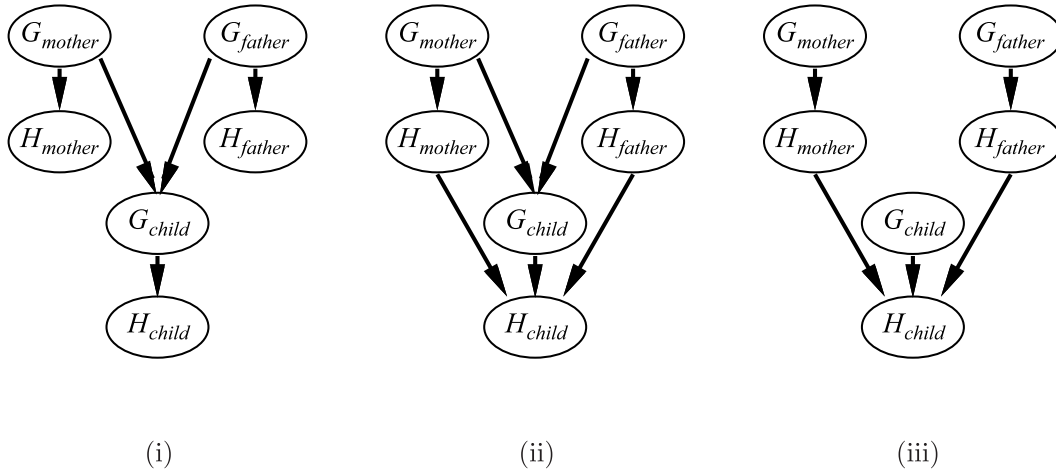 G_mother G_father G_mother G_father G_mother G_father
H_mother H_father H_mother H_father H_mother H_father
G_child G_child G_child
H_child H_child H_child
(i) (ii) (iii)